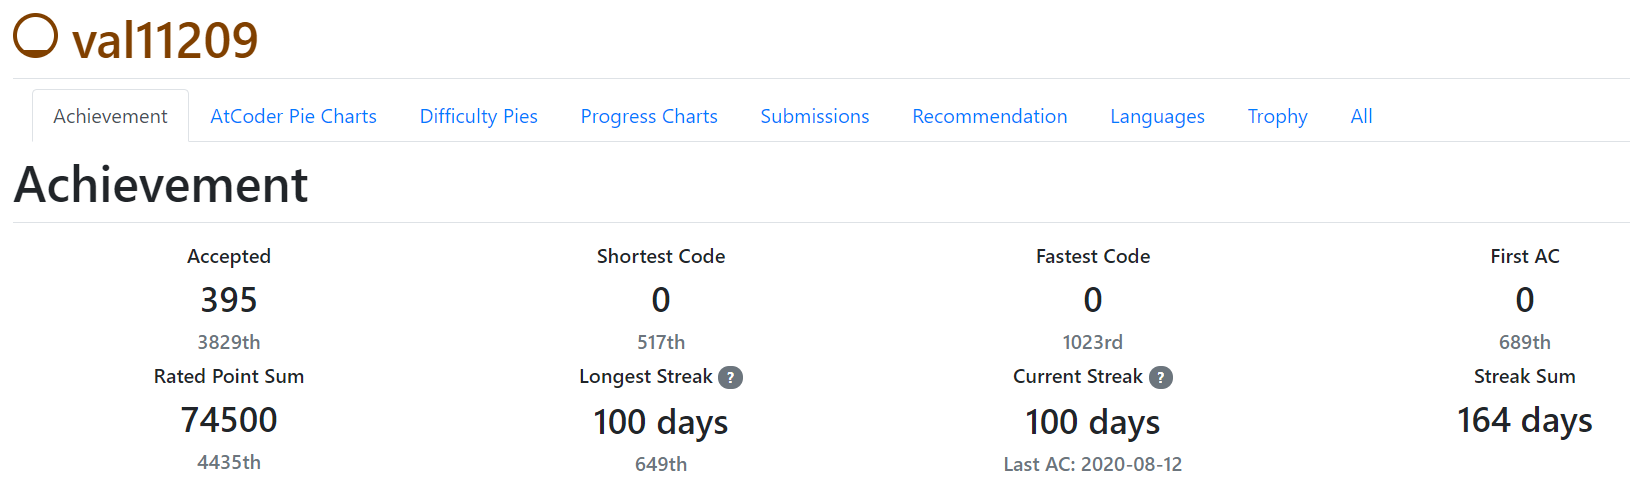 val11209
Achievement AtCoder Pie Charts Difficulty Pies Progress Charts Submissions Recommendation Languages Trophy All
Achievement
Accepted Shortest Code Fastest Code First AC
395 0 0 0
3829th 517th 1023rd 689th
Rated Point Sum Longest Streak ? Current Streak ? Streak Sum
74500 100 days 100 days 164 days
4435th 649th Last AC: 2020-08-12